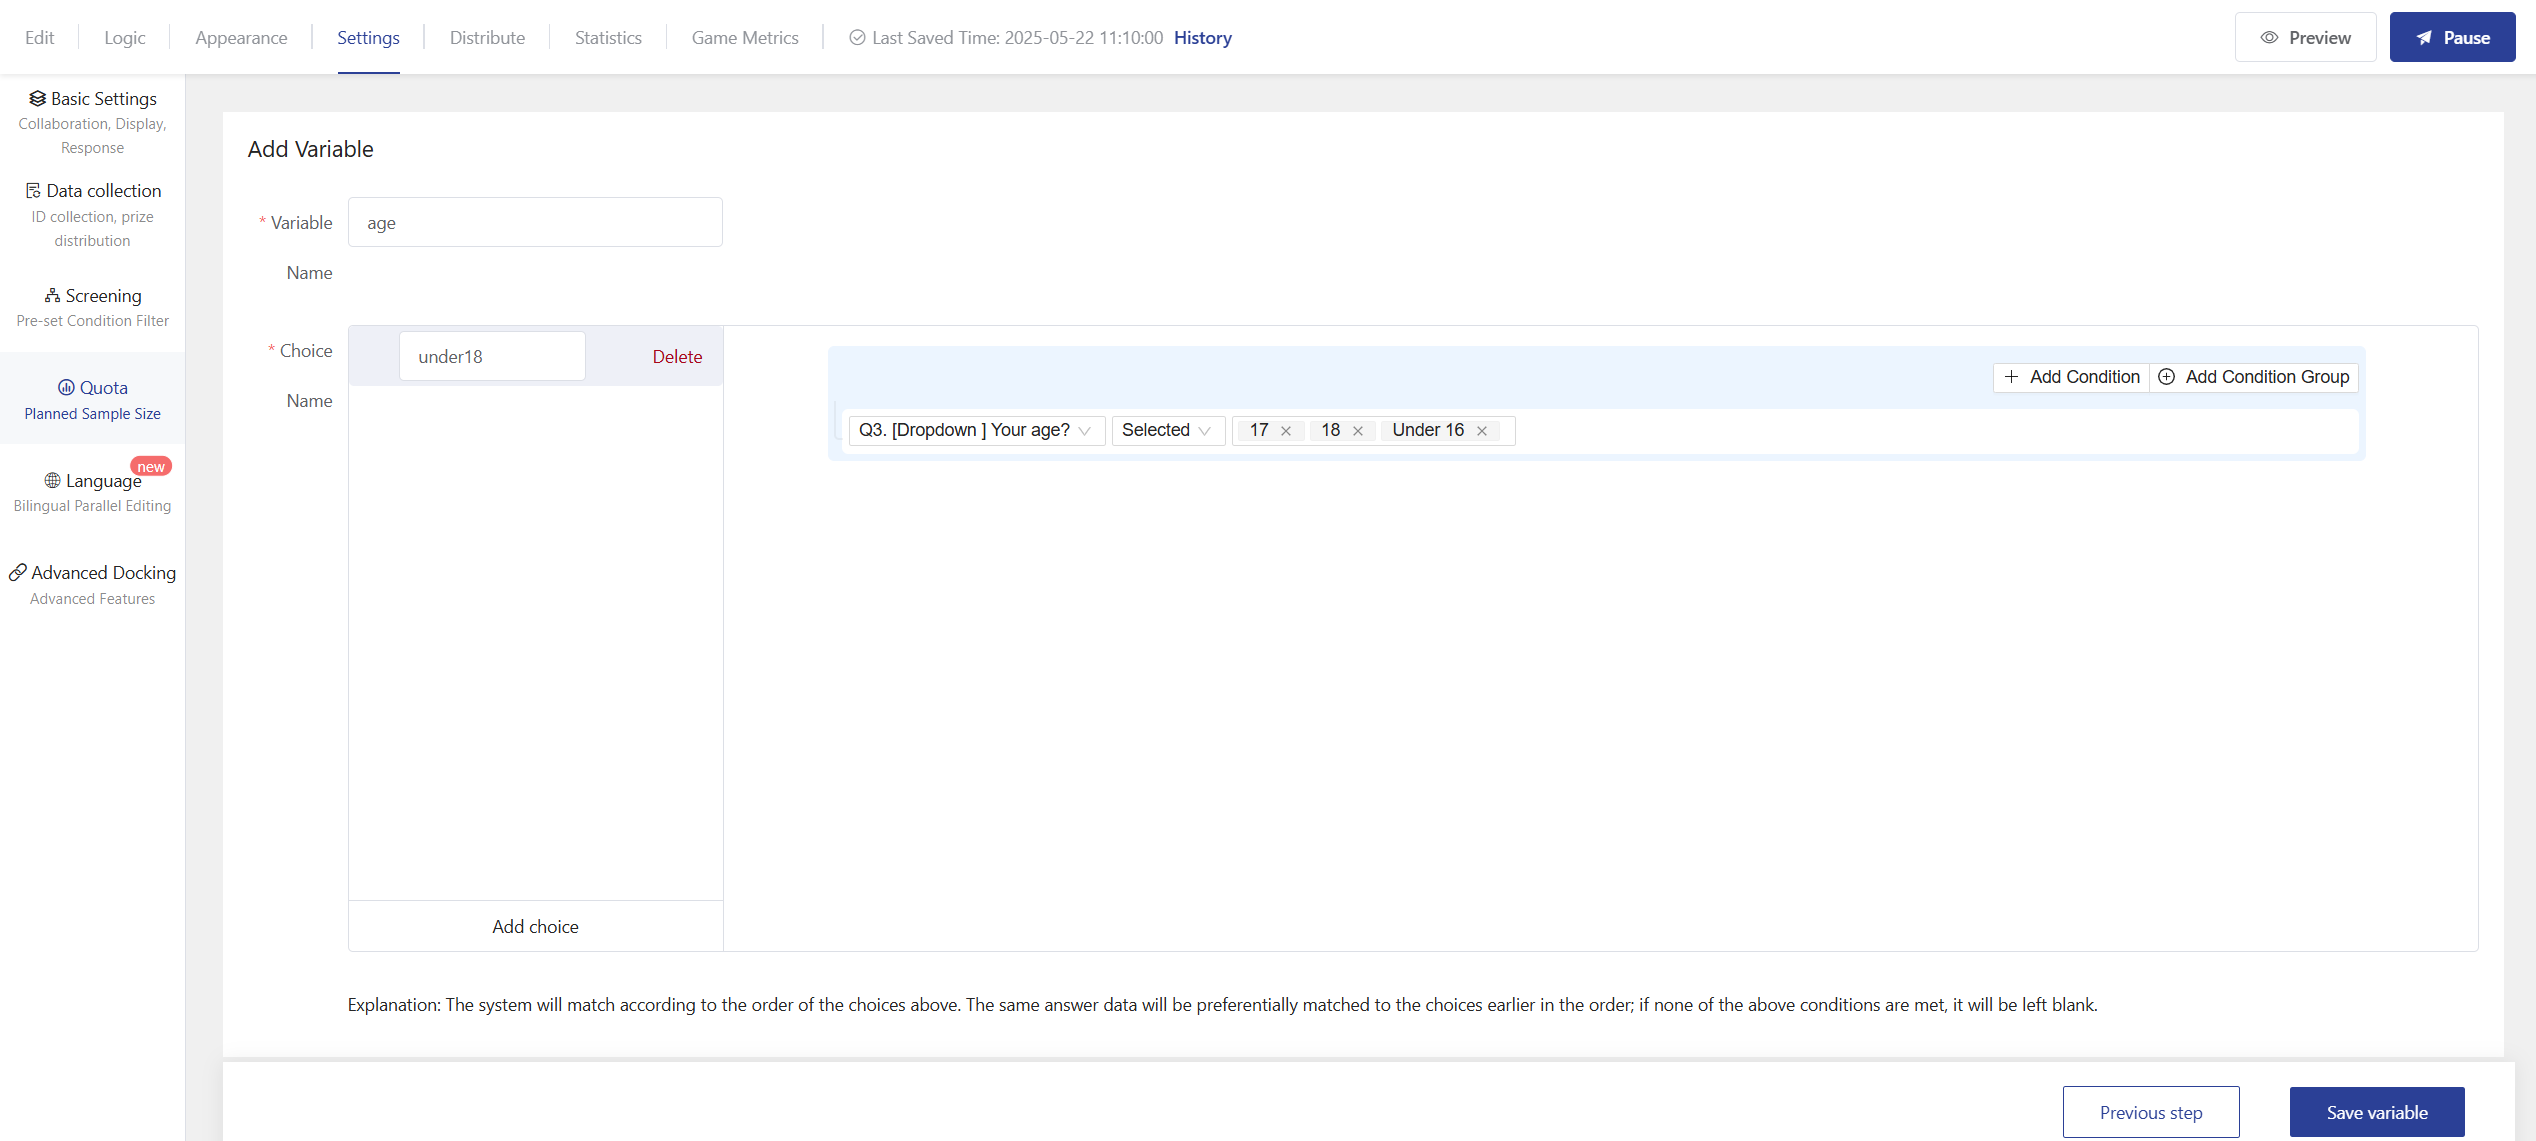 Edit Logic Appearance Settings Distribute Statistics Game Metrics Last Saved Time: 2025-05-22 11:10:00 History Preview Pause
Basic Settings
Collaboration, Display,
Response
Data collection
ID collection, prize
distribution
Screening
Pre-set Condition Filter
Quota
Planned Sample Size
new
Language
Bilingual Parallel Editing
Advanced Docking
Advanced Features
Add Variable
* Variable
Name
age
* Choice
Name
under18 Delete
Add Condition Add Condition Group
Q3. [Dropdown ] Your age? Selected 17 18 Under 16
Add choice
Explanation: The system will match according to the order of the choices above. The same answer data will be preferentially matched to the choices earlier in the order; if none of the above conditions are met, it will be left blank.
Previous step Save variable